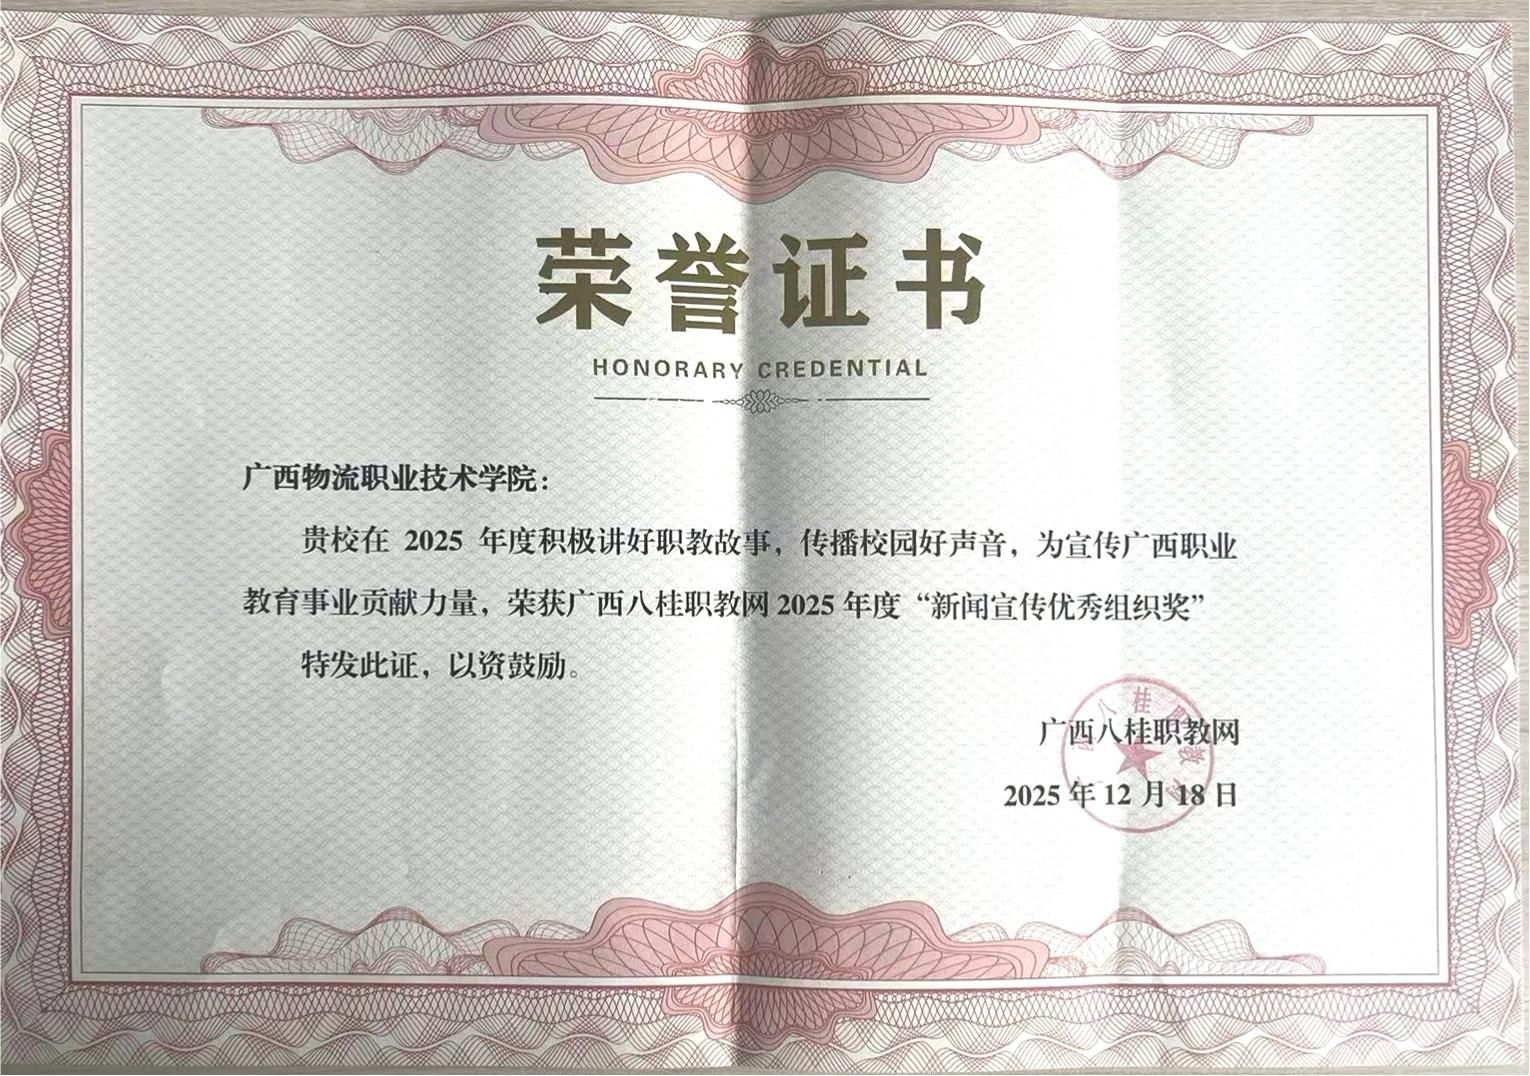 荣誉证书
HONORARY CREDENTIAL
广西物流职业技术学院：
贵校在 2025 年度积极讲好职教故事，传播校园好声音，为宣传广西职业
教育事业贡献力量，荣获广西八桂职教网 2025 年度“新闻宣传优秀组织奖”
特发此证，以资鼓励。
广西八桂职教网
2025 年 12 月 18 日